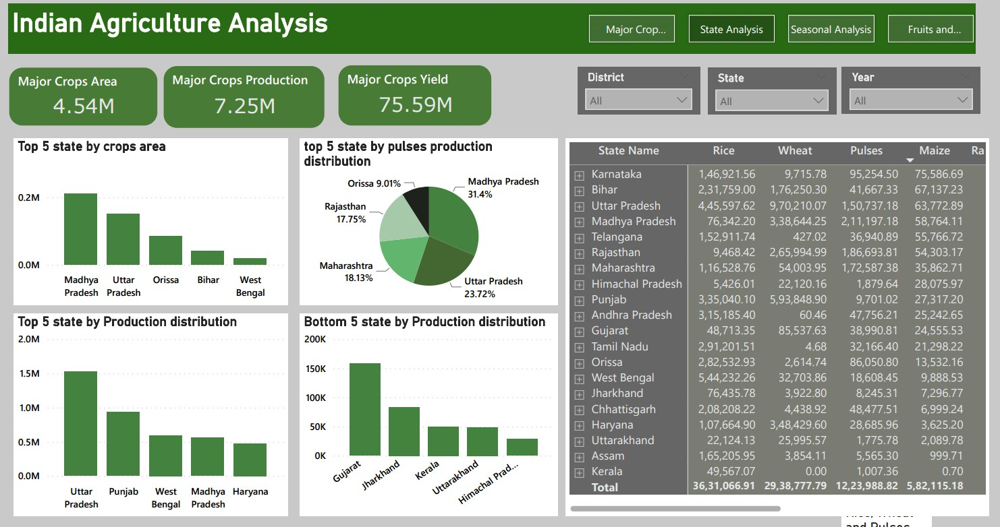 Indian Agriculture Analysis
Major Crop...
State Analysis
Seasonal Analysis
Fruits and...
Major Crops Area
4.54M
Major Crops Production
7.25M
Major Crops Yield
75.59M
District
All
State
All
Year
All
Top 5 state by crops area
0.2M
0.0M
Madhya
Pradesh
Uttar
Pradesh
Orissa
Bihar
West
Bengal
top 5 state by pulses production
distribution
Orissa 9.01%
Madhya Pradesh
31.4%
Rajasthan
17.75%
Maharashtra
18.13%
Uttar Pradesh
23.72%
Top 5 state by Production distribution
2.0M
1.5M
1.0M
0.5M
0.0M
Uttar
Pradesh
Punjab
West
Bengal
Madhya
Pradesh
Haryana
Bottom 5 state by Production distribution
200K
150K
100K
50K
0K
Gujarat
Jharkhand
Kerala
Uttarakhand
Himachal Prad...
State Name Rice Wheat Pulses Maize Ra
Karnataka 1,46,921.56 9,715.78 95,254.50 75,586.69
Bihar 2,31,759.00 1,76,250.30 41,667.33 67,137.23
Uttar Pradesh 4,45,597.62 9,70,210.07 1,50,737.18 63,772.89
Madhya Pradesh 76,342.20 3,38,644.25 2,11,197.18 58,764.11
Telangana 1,52,911.74 427.02 36,940.89 55,766.72
Rajasthan 9,468.42 2,65,994.99 1,86,693.81 54,303.17
Maharashtra 1,16,528.76 54,003.95 1,72,587.38 35,862.71
Himachal Pradesh 5,426.01 22,120.16 1,879.64 28,075.97
Punjab 3,35,040.10 5,93,848.90 9,701.02 27,317.20
Andhra Pradesh 3,15,185.40 60.46 47,756.21 25,242.65
Gujarat 48,713.35 85,537.63 38,990.81 24,555.53
Tamil Nadu 2,91,201.51 4.68 32,166.40 21,298.22
Orissa 2,82,532.93 2,614.74 86,050.80 13,532.16
West Bengal 5,44,232.26 32,703.86 18,608.45 9,888.53
Jharkhand 76,435.78 3,922.80 8,245.31 7,296.77
Chhattisgarh 2,08,208.22 4,438.92 48,477.51 6,999.24
Haryana 1,07,664.90 3,48,429.60 28,685.96 3,625.20
Uttarakhand 22,124.13 25,995.57 1,775.78 2,089.78
Assam 1,65,205.95 3,854.11 5,565.30 999.71
Kerala 49,567.07 0.00 1,007.36 0.70
Total 36,31,066.91 29,38,777.79 12,23,988.82 5,82,115.18